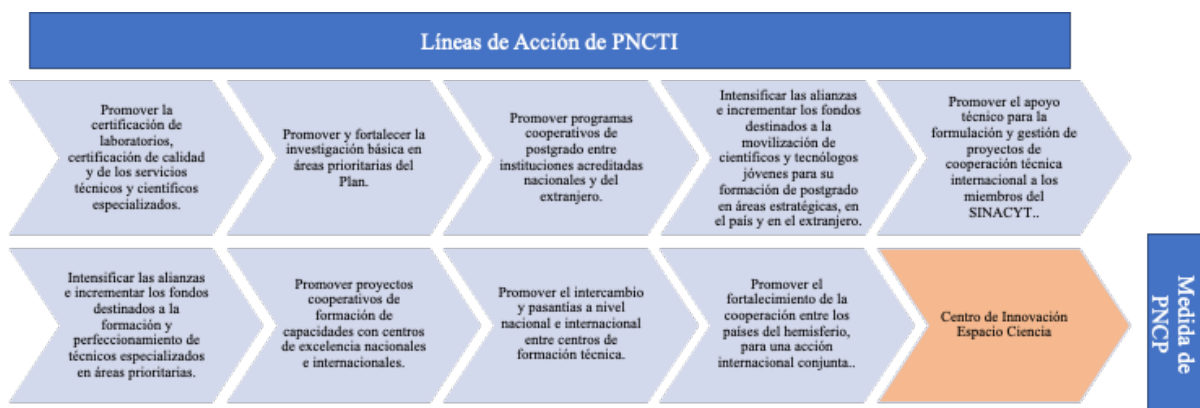 Líneas de Acción de PNCTI
Promover la
certificación de
laboratorios,
certificación de calidad
y de los servicios
técnicos y científicos
especializados.
Promover y fortalecer la
investigación básica en
áreas prioritarias del
Plan.
Promover programas
cooperativos de
postgrado entre
instituciones acreditadas
nacionales y del
extranjero.
Intensificar las alianzas
e incrementar los fondos
destinados a la
movilización de
científicos y tecnólogos
jóvenes para su
formación de postgrado
en áreas estratégicas, en
el país y en el extranjero.
Promover el apoyo
técnico para la
formulación y gestión de
proyectos de
cooperación técnica
internacional a los
miembros del
SINACYT..
Intensificar las alianzas
e incrementar los fondos
destinados a la
formación y
perfeccionamiento de
técnicos especializados
en áreas prioritarias.
Promover proyectos
cooperativos de
formación de
capacidades con centros
de excelencia nacionales
e internacionales.
Promover el intercambio
y pasantías a nivel
nacional e internacional
entre centros de
formación técnica.
Promover el
fortalecimiento de la
cooperación entre los
países del hemisferio,
para una acción
internacional conjunta..
Centro de Innovación
Espacio Ciencia
Medida de
PNCP